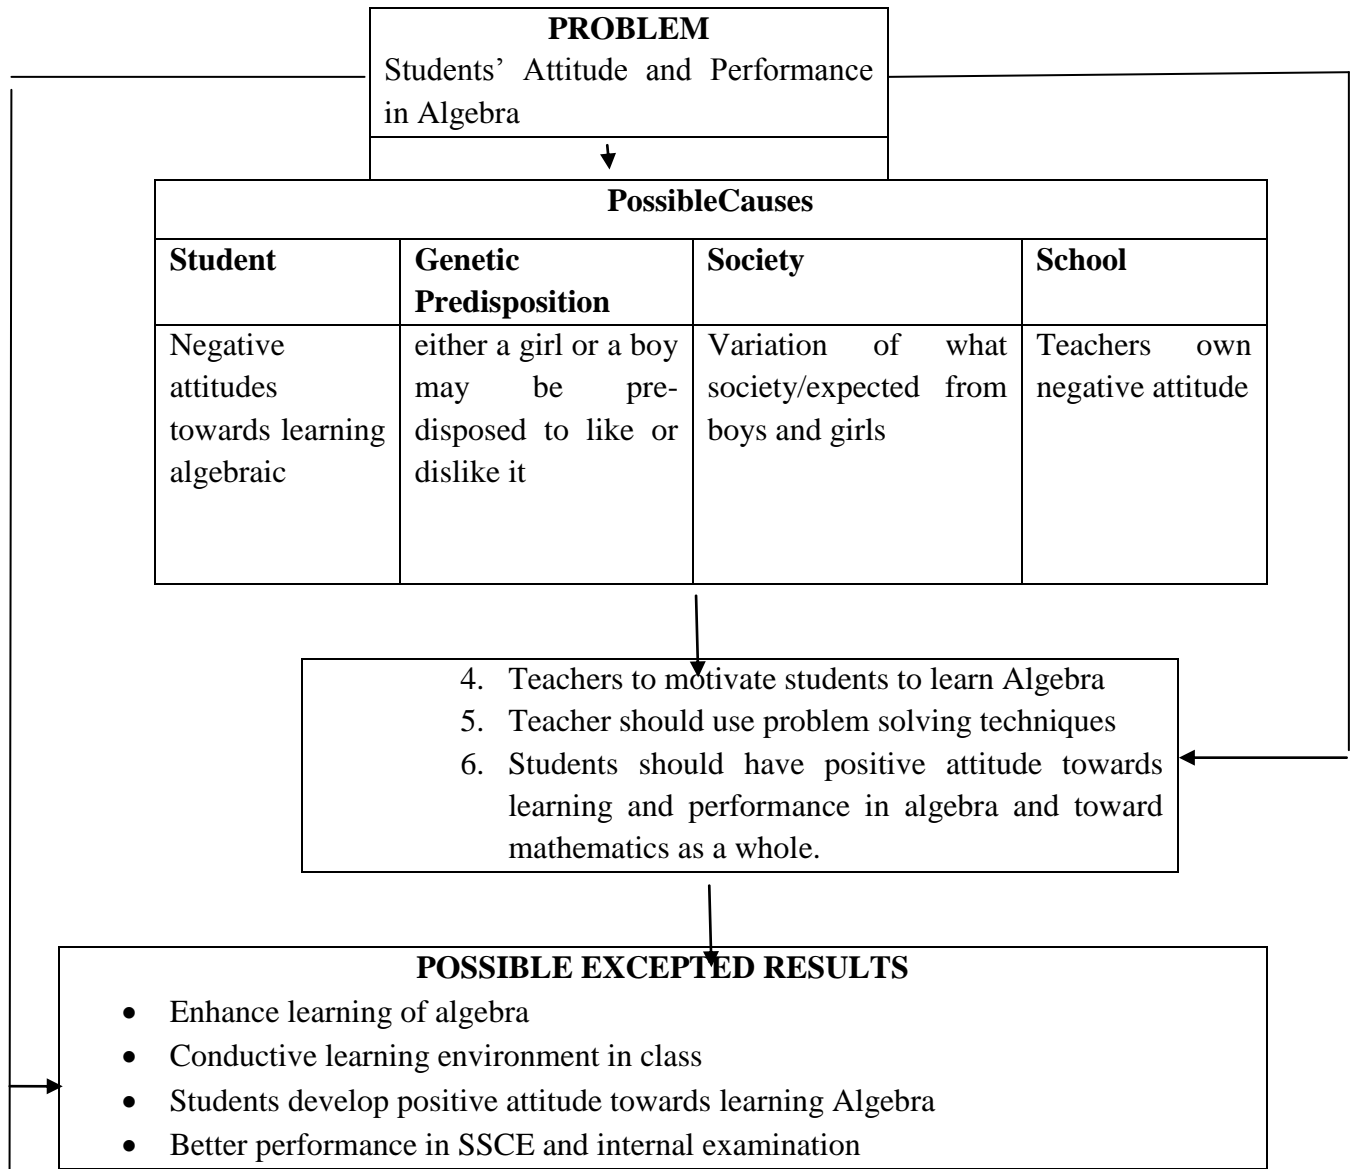 PROBLEM
Students’ Attitude and Performance
in Algebra
PossibleCauses
Student
Genetic
Predisposition
Society
School
Negative
attitudes
towards learning
algebraic
either a girl or a boy
may be pre-
disposed to like or
dislike it
Variation of what
society/expected from
boys and girls
Teachers own
negative attitude
4. Teachers to motivate students to learn Algebra
5. Teacher should use problem solving techniques
6. Students should have positive attitude towards
learning and performance in algebra and toward
mathematics as a whole.
POSSIBLE EXCEPTED RESULTS
• Enhance learning of algebra
• Conductive learning environment in class
• Students develop positive attitude towards learning Algebra
• Better performance in SSCE and internal examination